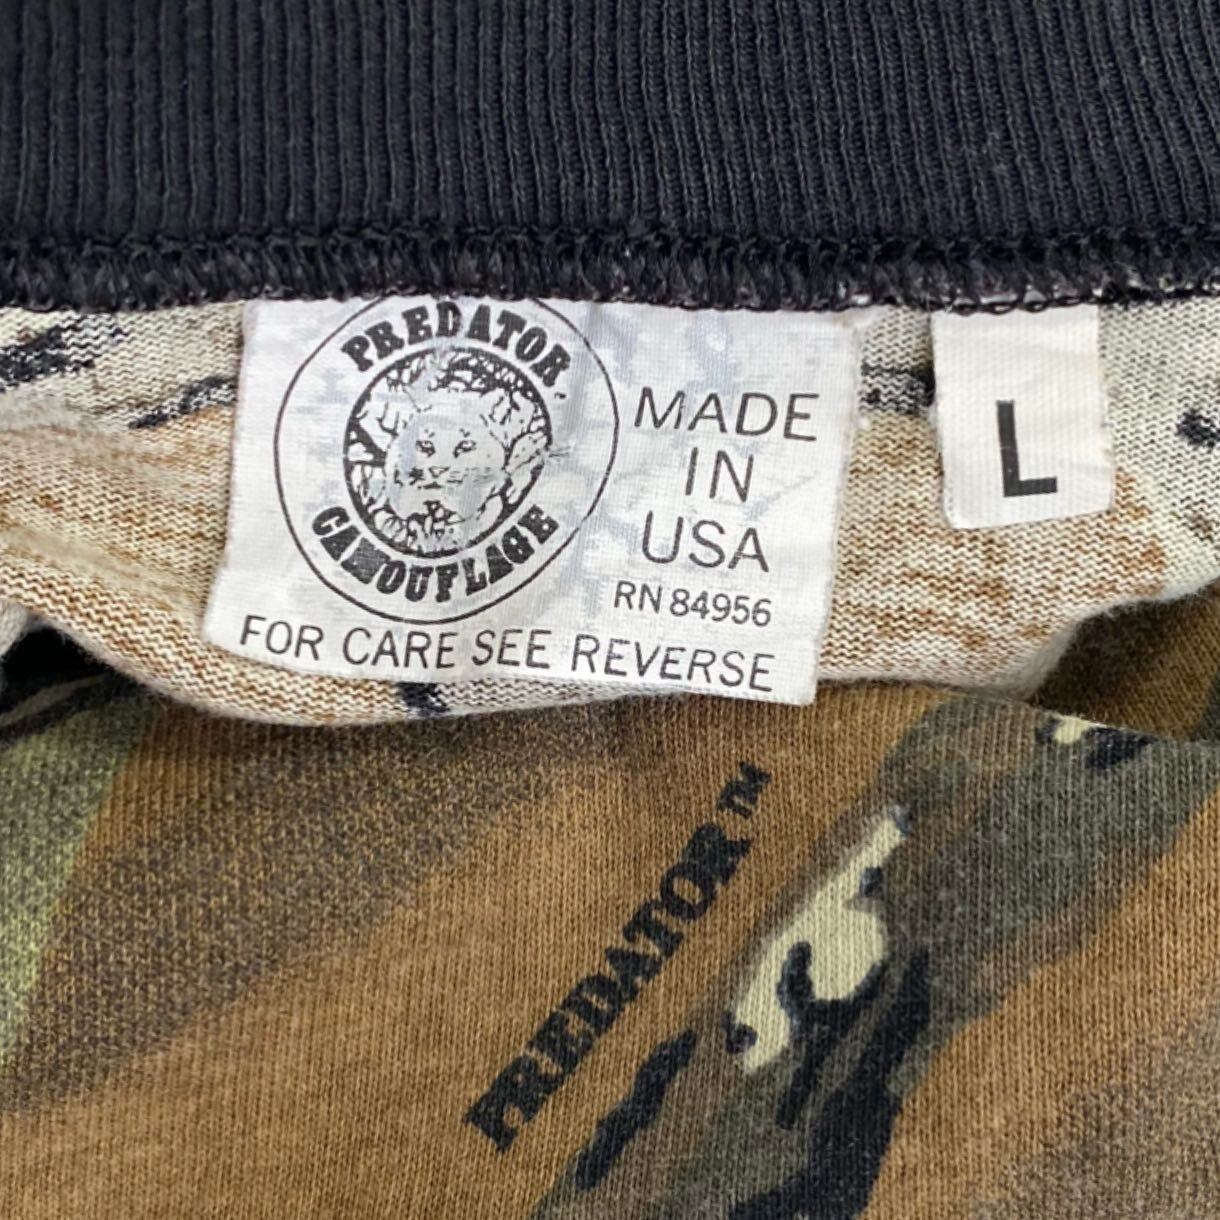 PREDATOR
CAMOUFLAGE
MADE
IN
USA
RN 84956
FOR CARE SEE REVERSE
L
PREDATOR™